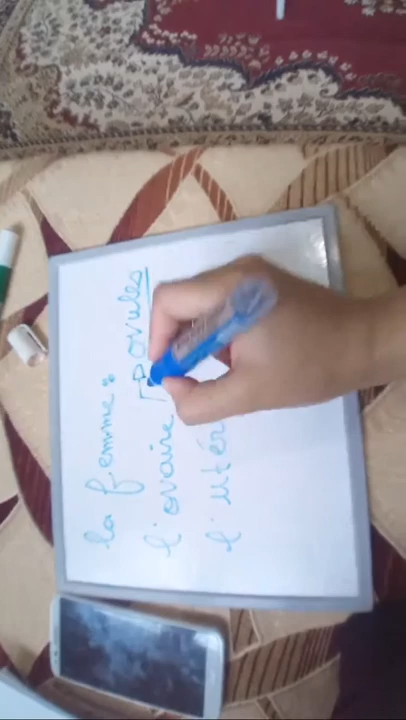 la femme :
l'ovaire → ovules
l'utér